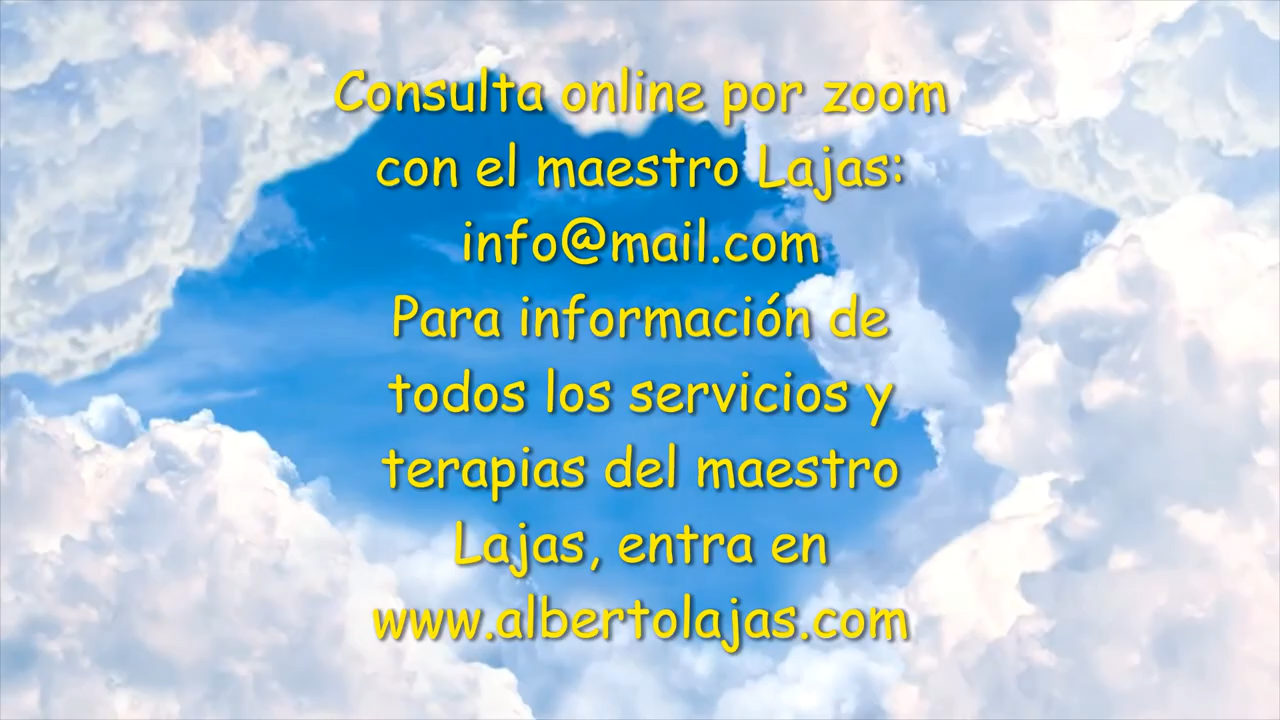 Consulta online por zoom
con el maestro Lajas:
info@mail.com
Para información de
todos los servicios y
terapias del maestro
Lajas, entra en
www.albertolajas.com